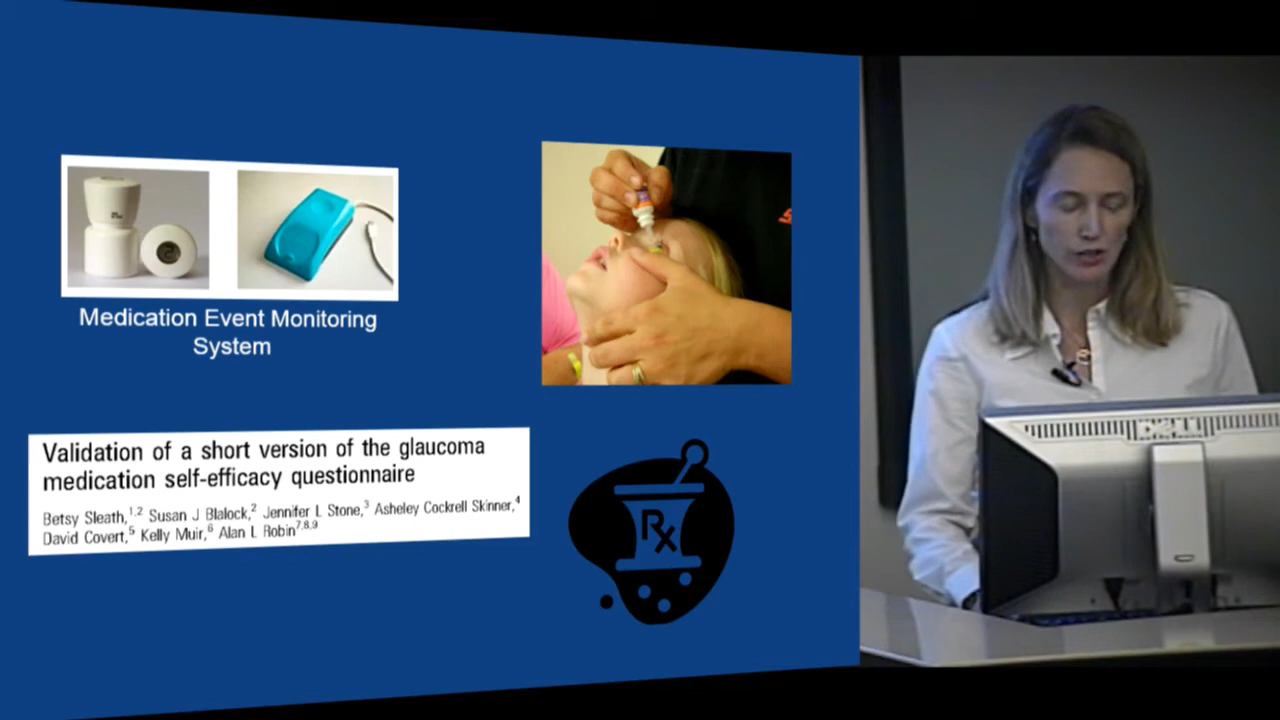 Medication Event Monitoring
System
Validation of a short version of the glaucoma
medication self-efficacy questionnaire
Betsy Sleath,1,2 Susan J Blalock,2 Jennifer L Stone,3 Asheley Cockrell Skinner,4
David Covert,5 Kelly Muir,6 Alan L Robin7,8,9
Rx